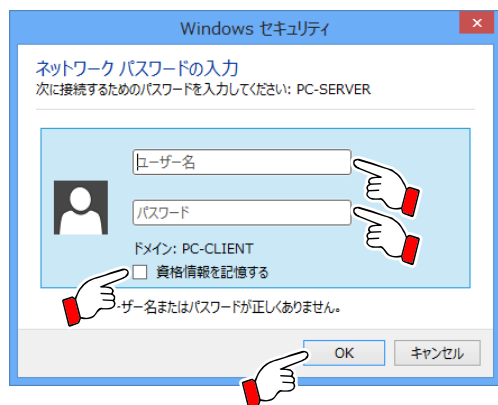 Windows セキュリティ
ネットワーク パスワードの入力
次に接続するためのパスワードを入力してください: PC-SERVER
ユーザー名
パスワード
ドメイン: PC-CLIENT
資格情報を記憶する
ーザー名またはパスワードが正しくありません。
OK キャンセル